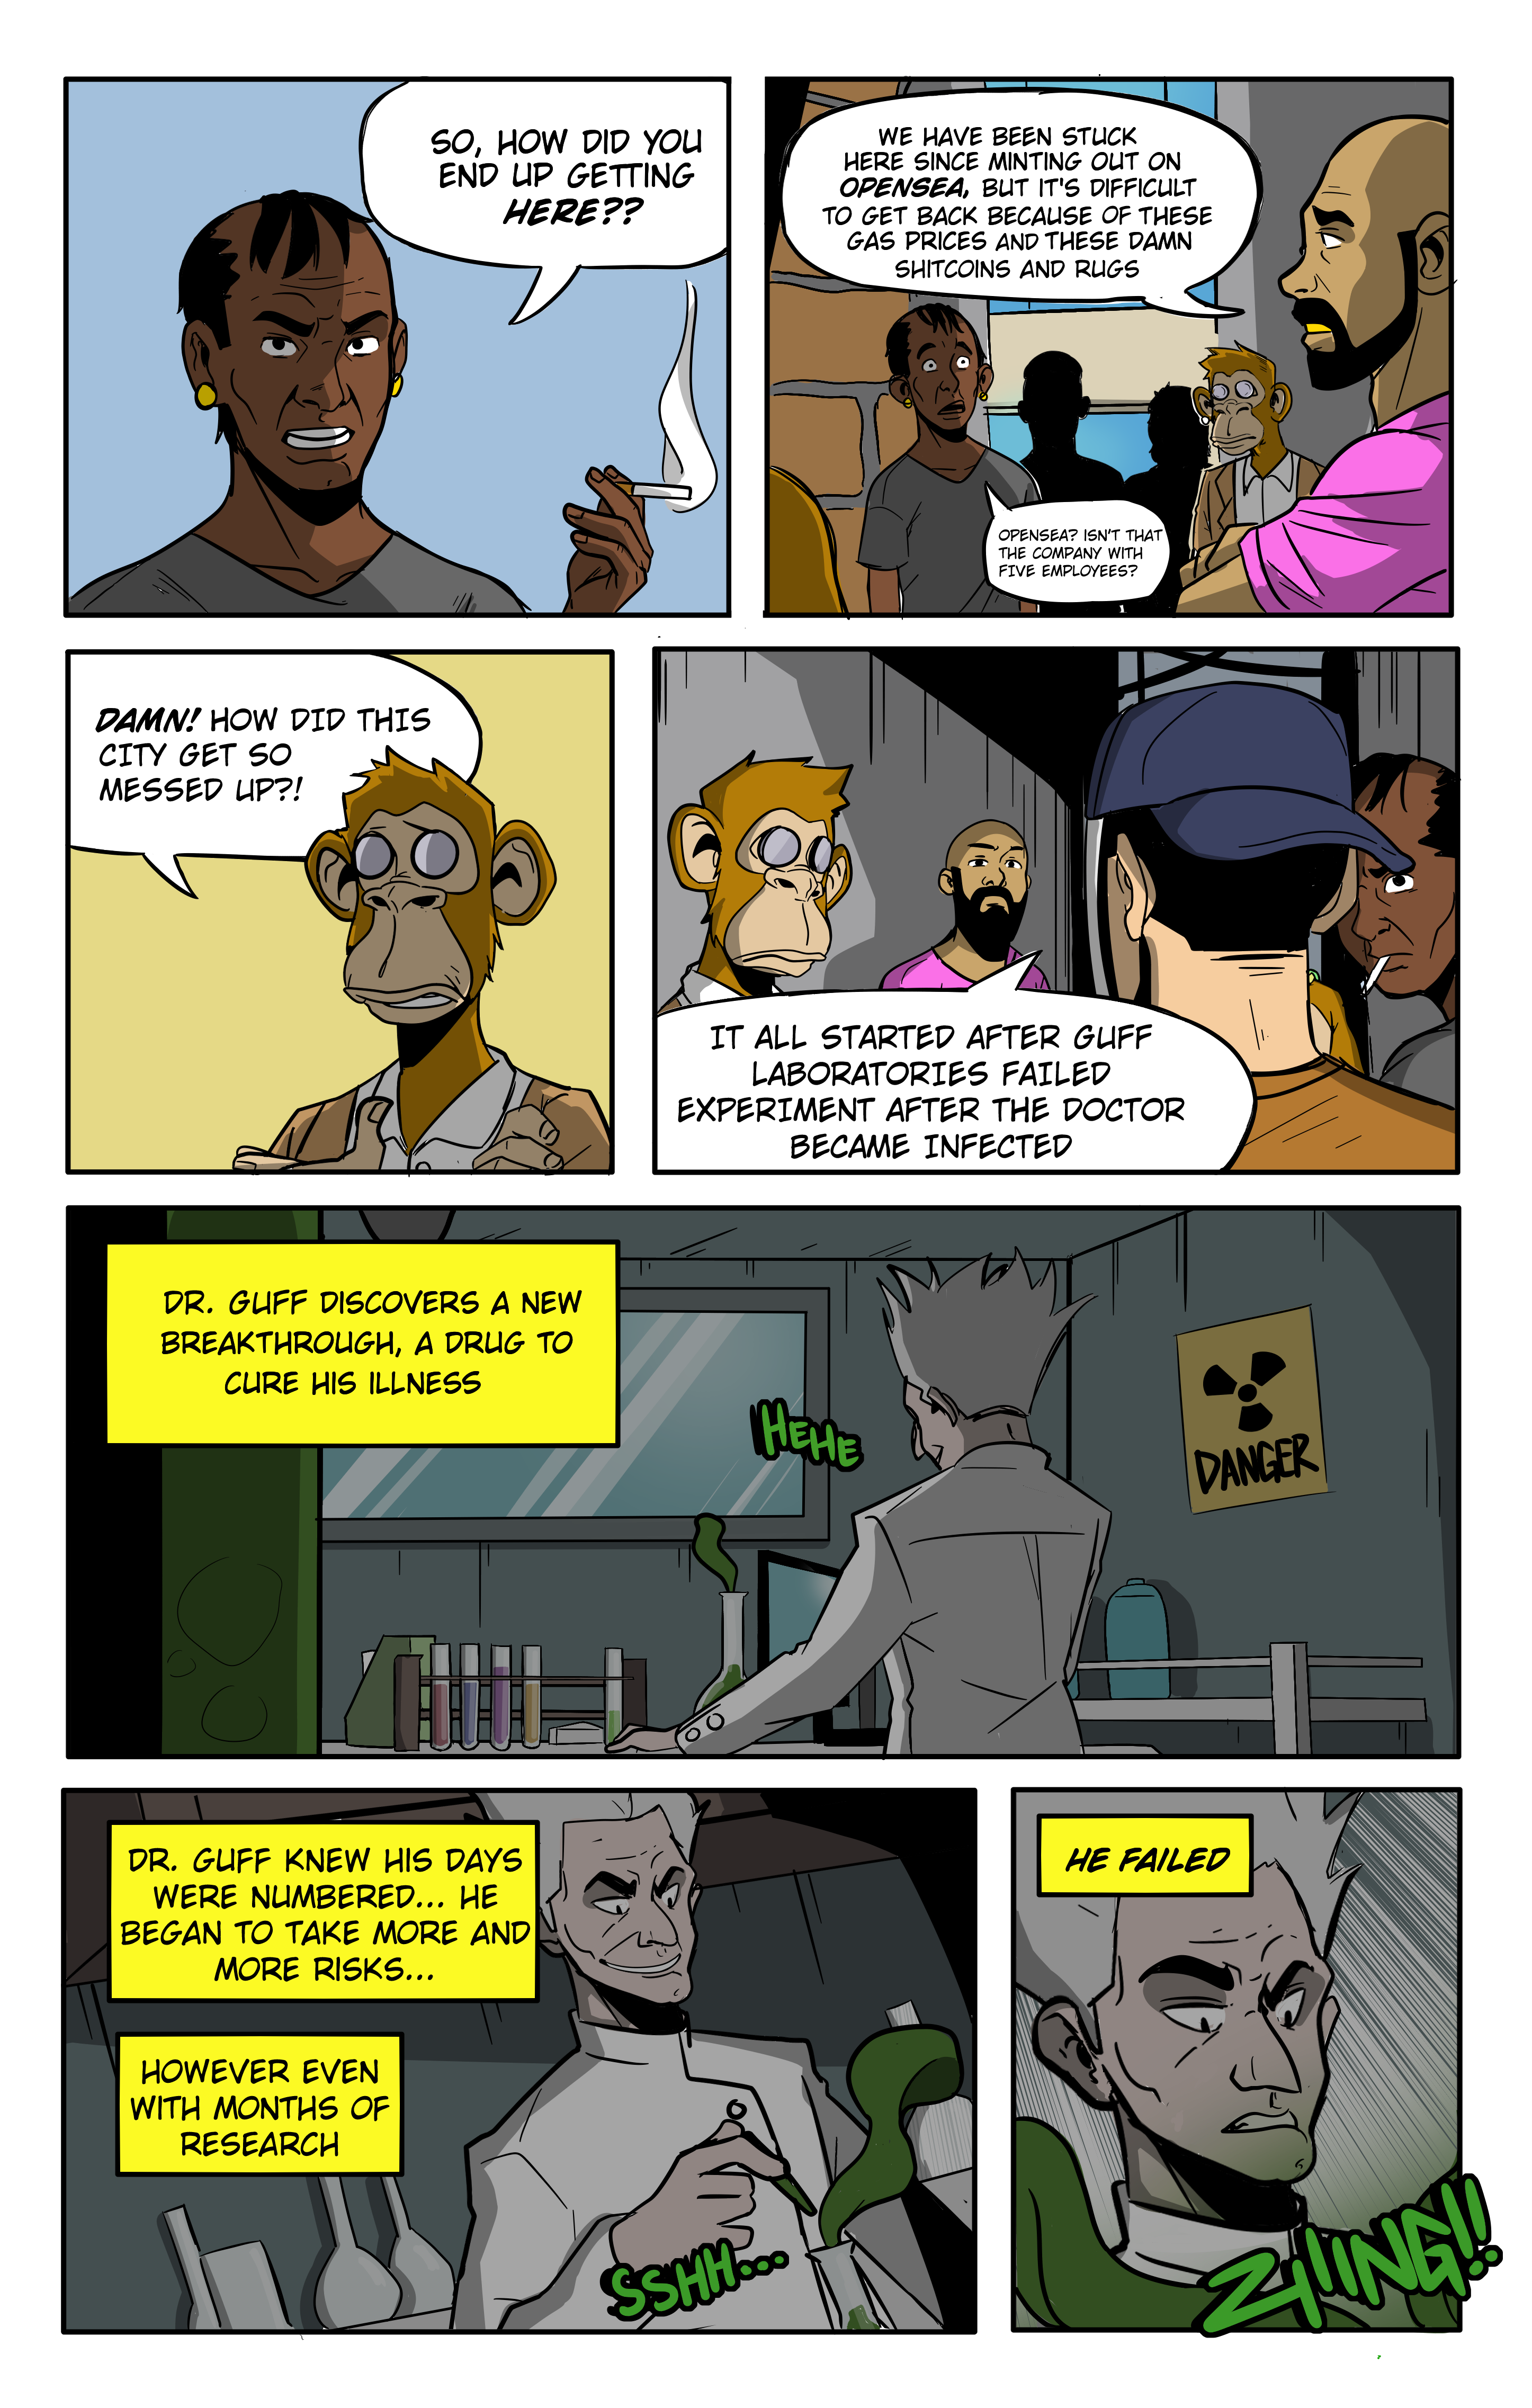 SO, HOW DID YOU
END UP GETTING
HERE??
WE HAVE BEEN STUCK
HERE SINCE MINTING OUT ON
OPENSEA, BUT IT'S DIFFICULT
TO GET BACK BECAUSE OF THESE
GAS PRICES AND THESE DAMN
SHITCOINS AND RUGS
OPENSEA? ISN'T THAT
THE COMPANY WITH
FIVE EMPLOYEES?
DAMN! HOW DID THIS
CITY GET SO
MESSED UP?!
IT ALL STARTED AFTER GUFF
LABORATORIES FAILED
EXPERIMENT AFTER THE DOCTOR
BECAME INFECTED
DR. GUFF DISCOVERS A NEW
BREAKTHROUGH, A DRUG TO
CURE HIS ILLNESS
HEHE
DANGER
DR. GUFF KNEW HIS DAYS
WERE NUMBERED... HE
BEGAN TO TAKE MORE AND
MORE RISKS...
HOWEVER EVEN
WITH MONTHS OF
RESEARCH
SSHH...
HE FAILED
ZHIING!!